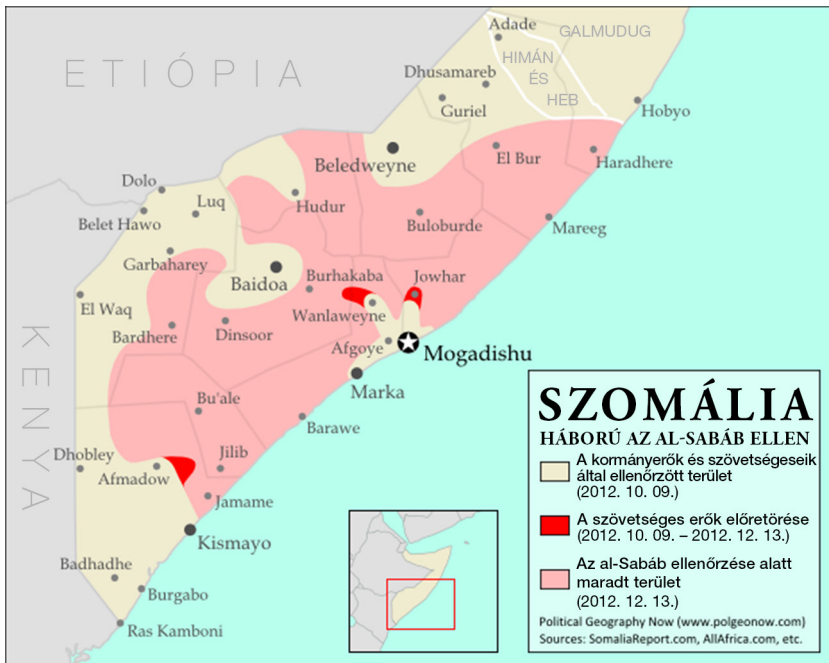 ETIÓPIA
GALMUDUG
HIMÁN
ÉS
HEB
Adade
Dhusamareb
Guriel
Hobyo
Beledweyne
El Bur
Haradhere
Dolo
Luq
Hudur
Belet Hawo
Buloburde
Mareeg
Garbaharey
Baidoa
Burhakaba
Jowhar
El Waq
Wanlaweyne
Bardhere
Dinsoor
Afgoye
Mogadishu
KENYA
Marka
Bu'ale
Barawe
Dhobley
Afmadow
Jilib
Jamame
Kismayo
Badhadhe
Burgabo
Ras Kamboni
SZOMÁLIA
HÁBORÚ AZ AL-SABÁB ELLEN
A kormányerők és szövetségeseik
által ellenőrzött terület
(2012. 10. 09.)
A szövetséges erők előretörése
(2012. 10. 09. – 2012. 12. 13.)
Az al-Sabáb ellenőrzése alatt
maradt terület
(2012. 12. 13.)
Political Geography Now (www.polgeonow.com)
Sources: SomaliaReport.com, AllAfrica.com, etc.